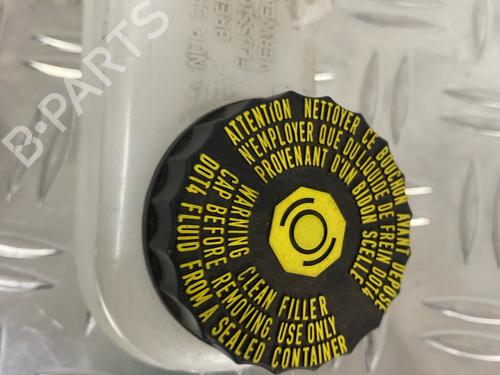 B-PARTS
NUR
ATTENTION NETTOYER CE BOUCHON AVANT DEPOSE
N'EMPLOYER QUE DU LIQUIDE DE FREIN DOT4
PROVENANT D'UN BIDON SCELLE
WARNING CLEAN FILLER
CAP BEFORE REMOVING, USE ONLY
DOT4 FLUID FROM A SEALED CONTAINER